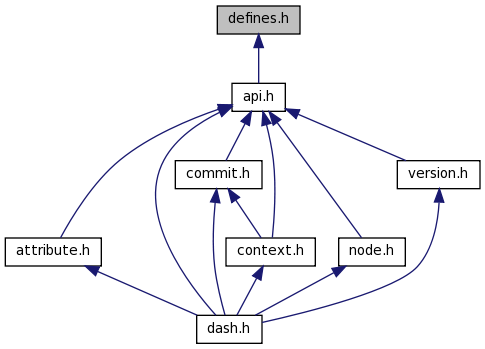 defines.h
api.h
commit.h
version.h
attribute.h
context.h
node.h
dash.h